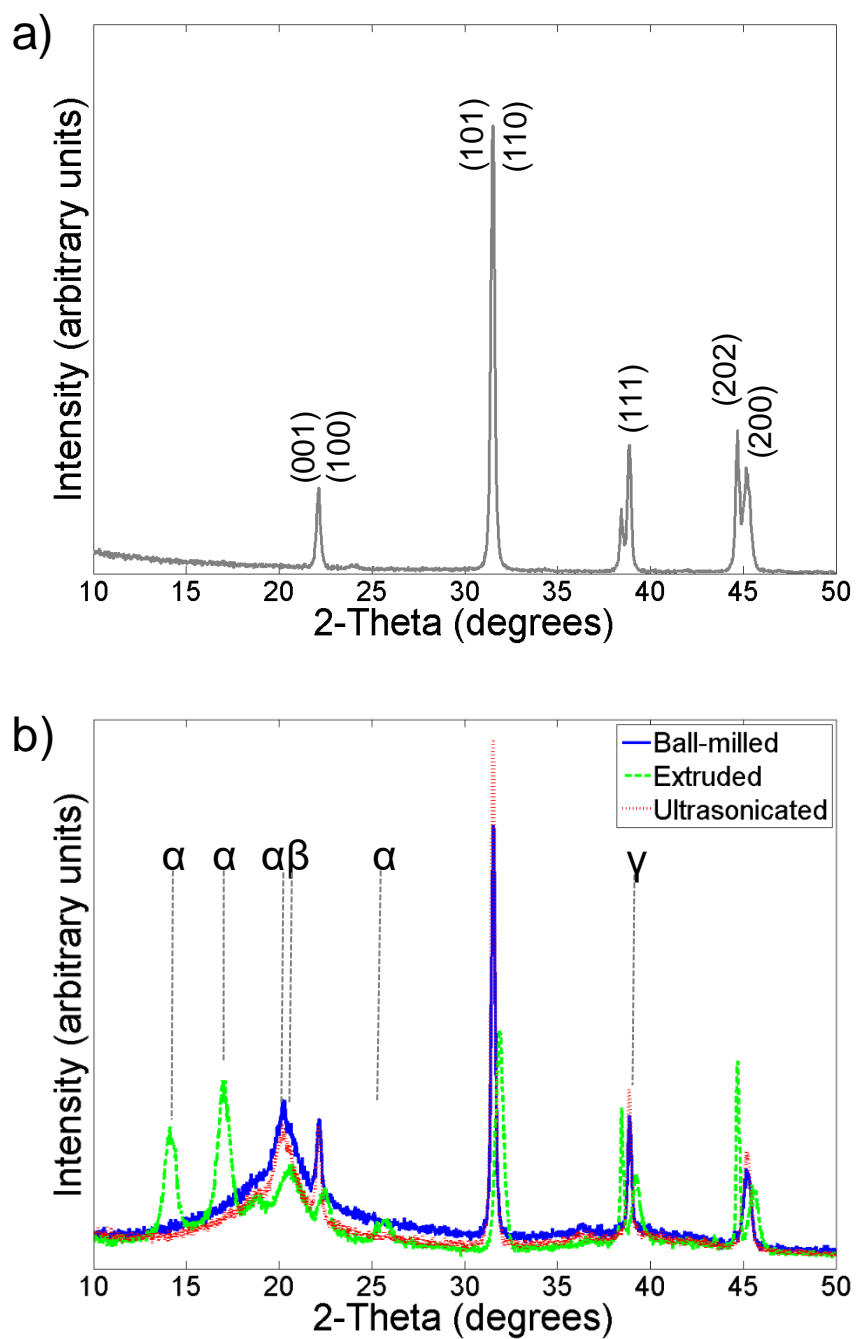 a)
Intensity (arbitrary units)
(001)
(100)
(101)
(110)
(111)
(202)
(200)
10 15 20 25 30 35 40 45 50
2-Theta (degrees)
b)
Intensity (arbitrary units)
Ball-milled
Extruded
Ultrasonicated
α α αβ α γ
10 15 20 25 30 35 40 45 50
2-Theta (degrees)